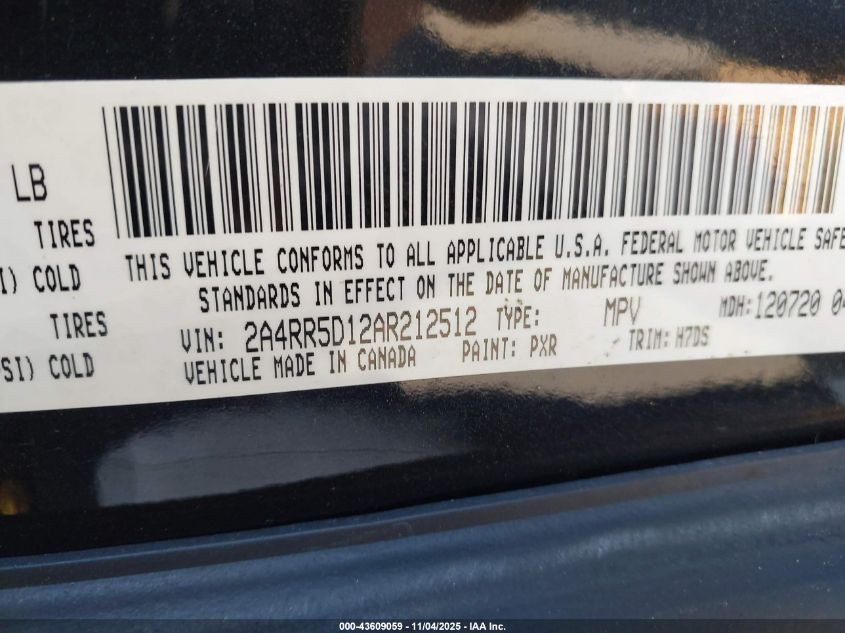 LB
TIRES
I) COLD
TIRES
SI) COLD
THIS VEHICLE CONFORMS TO ALL APPLICABLE U.S.A. FEDERAL MOTOR VEHICLE SAFE
STANDARDS IN EFFECT ON THE DATE OF MANUFACTURE SHOWN ABOVE.
VIN: 2A4RR5D12AR212512 TYPE: MPV MDH:120720 04
VEHICLE MADE IN CANADA PAINT: PXR TRIM: H7DS
000-43609059 - 11/04/2025 - IAA Inc.